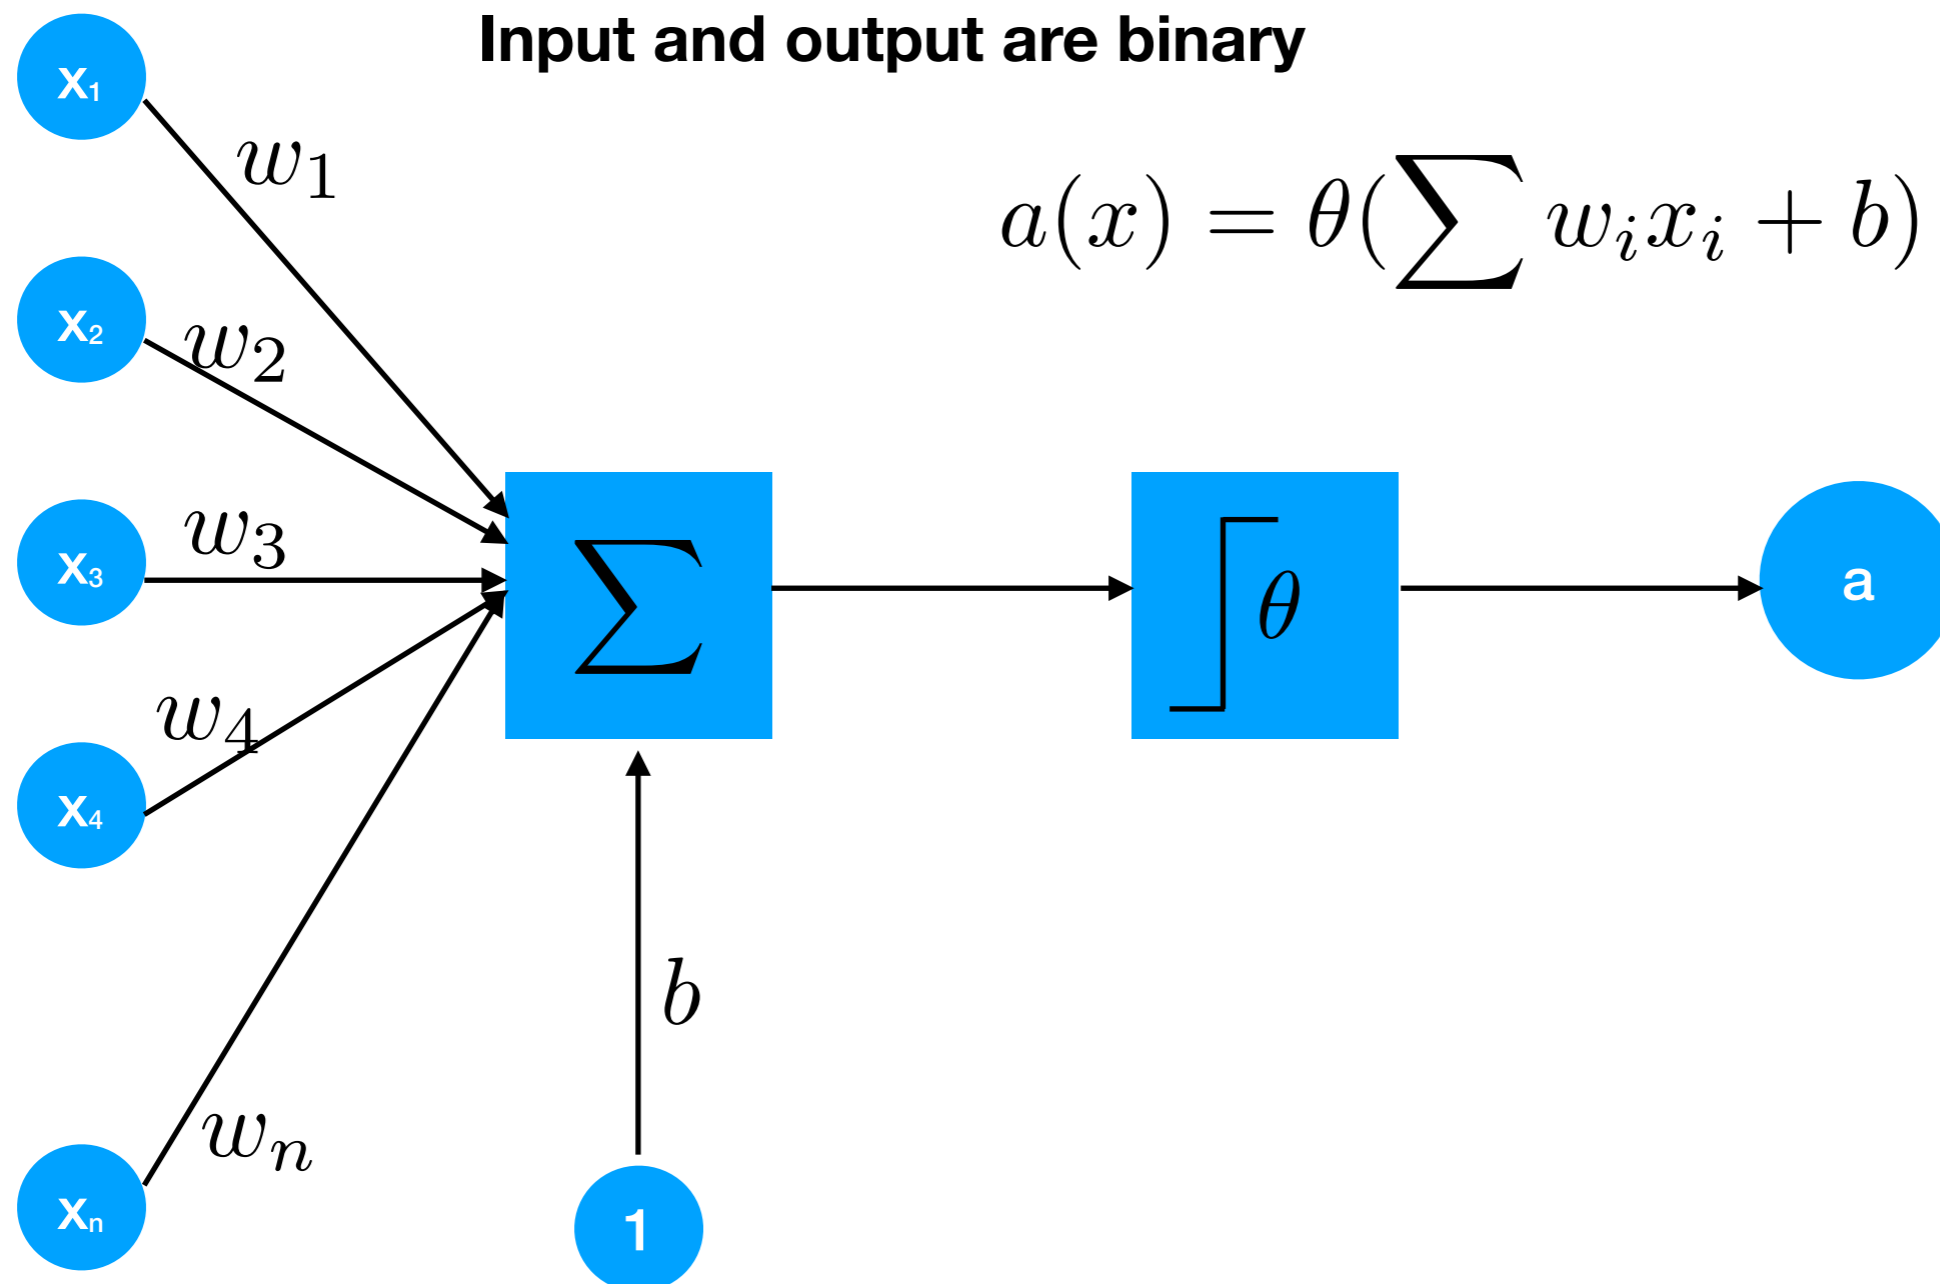 Input and output are binary
x₁
w₁
a(x) = θ(∑ wᵢxᵢ + b)
x₂
w₂
x₃
w₃
∑
θ
a
x₄
w₄
b
xₙ
wₙ
1